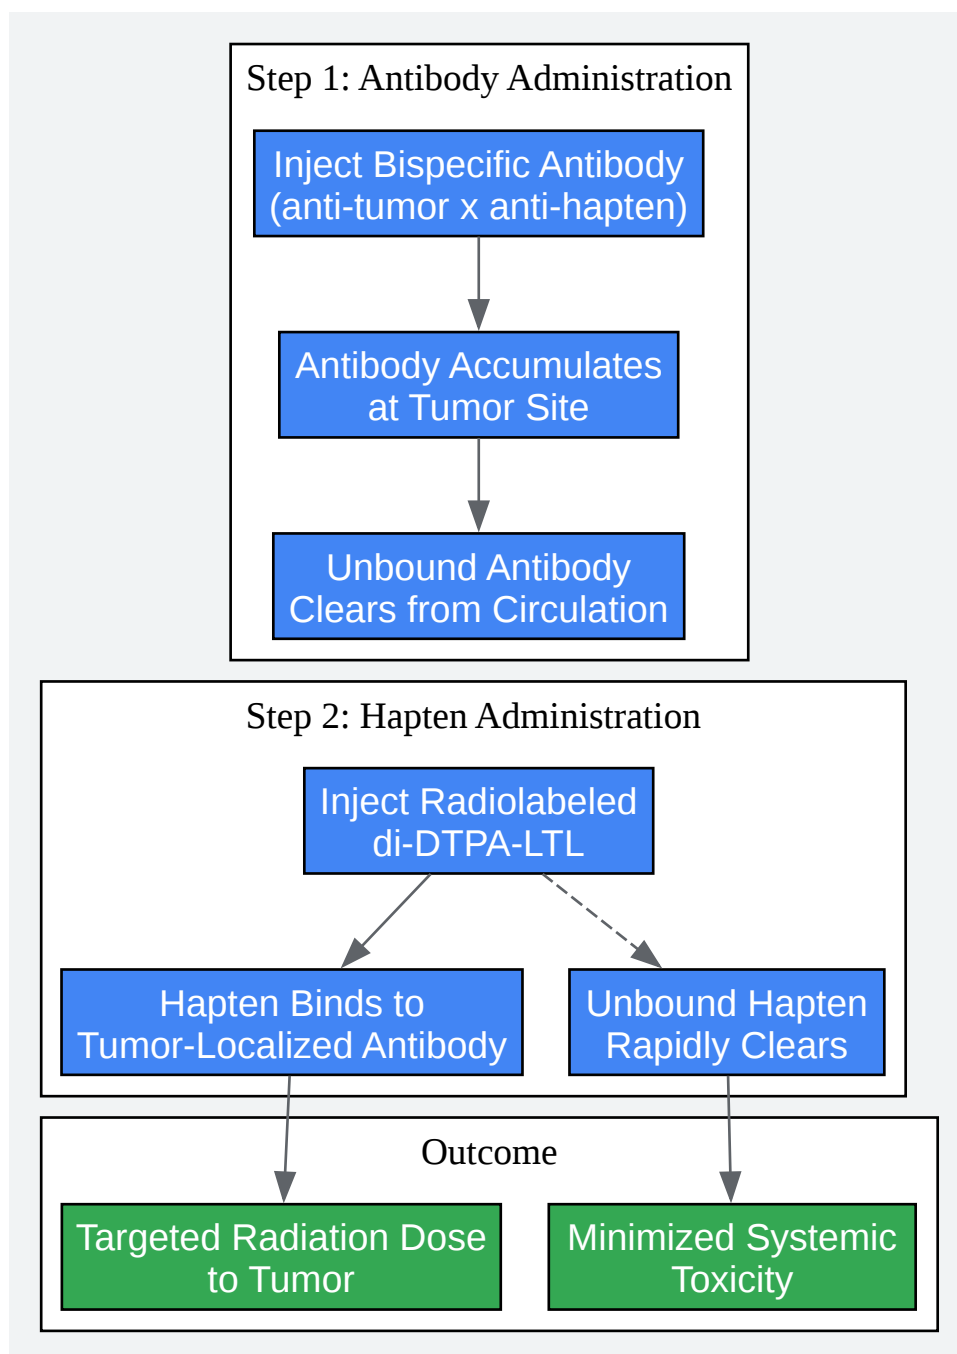 Step 1: Antibody Administration
Inject Bispecific Antibody
(anti-tumor x anti-hapten)
Antibody Accumulates
at Tumor Site
Unbound Antibody
Clears from Circulation
Step 2: Hapten Administration
Inject Radiolabeled
di-DTPA-LTL
Hapten Binds to
Tumor-Localized Antibody
Unbound Hapten
Rapidly Clears
Outcome
Targeted Radiation Dose
to Tumor
Minimized Systemic
Toxicity